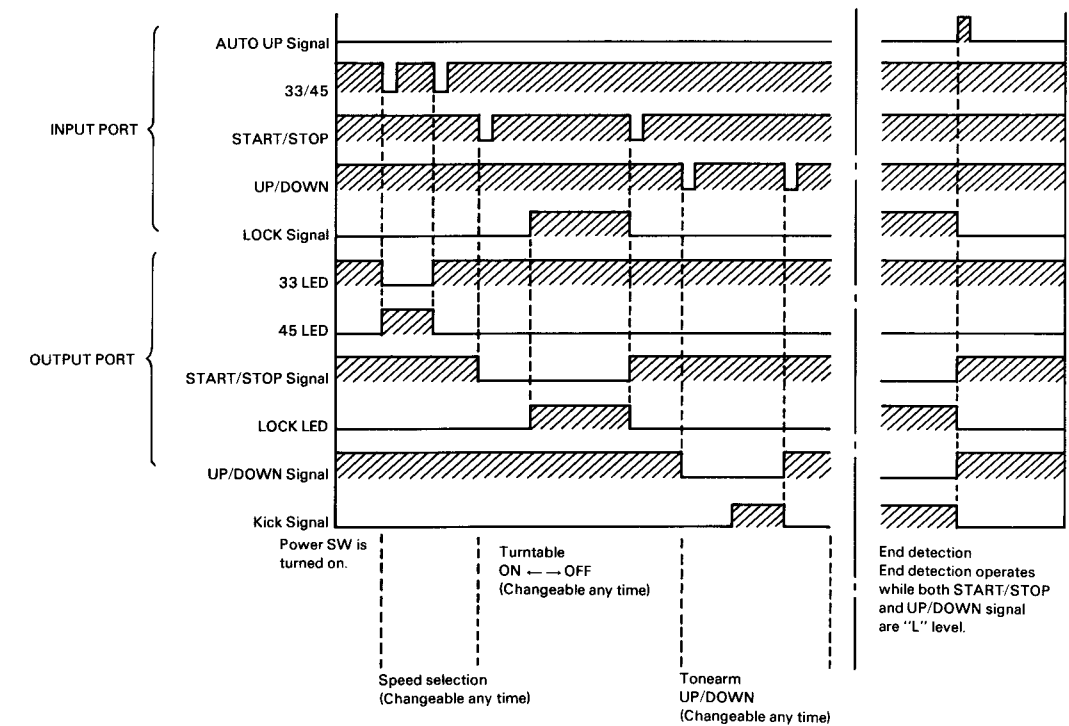 INPUT PORT
AUTO UP Signal
33/45
START/STOP
UP/DOWN
LOCK Signal
OUTPUT PORT
33 LED
45 LED
START/STOP Signal
LOCK LED
UP/DOWN Signal
Kick Signal
Power SW is
turned on.
Speed selection
(Changeable any time)
Turntable
ON ←–→ OFF
(Changeable any time)
Tonearm
UP/DOWN
(Changeable any time)
End detection
End detection operates
while both START/STOP
and UP/DOWN signal
are "L" level.